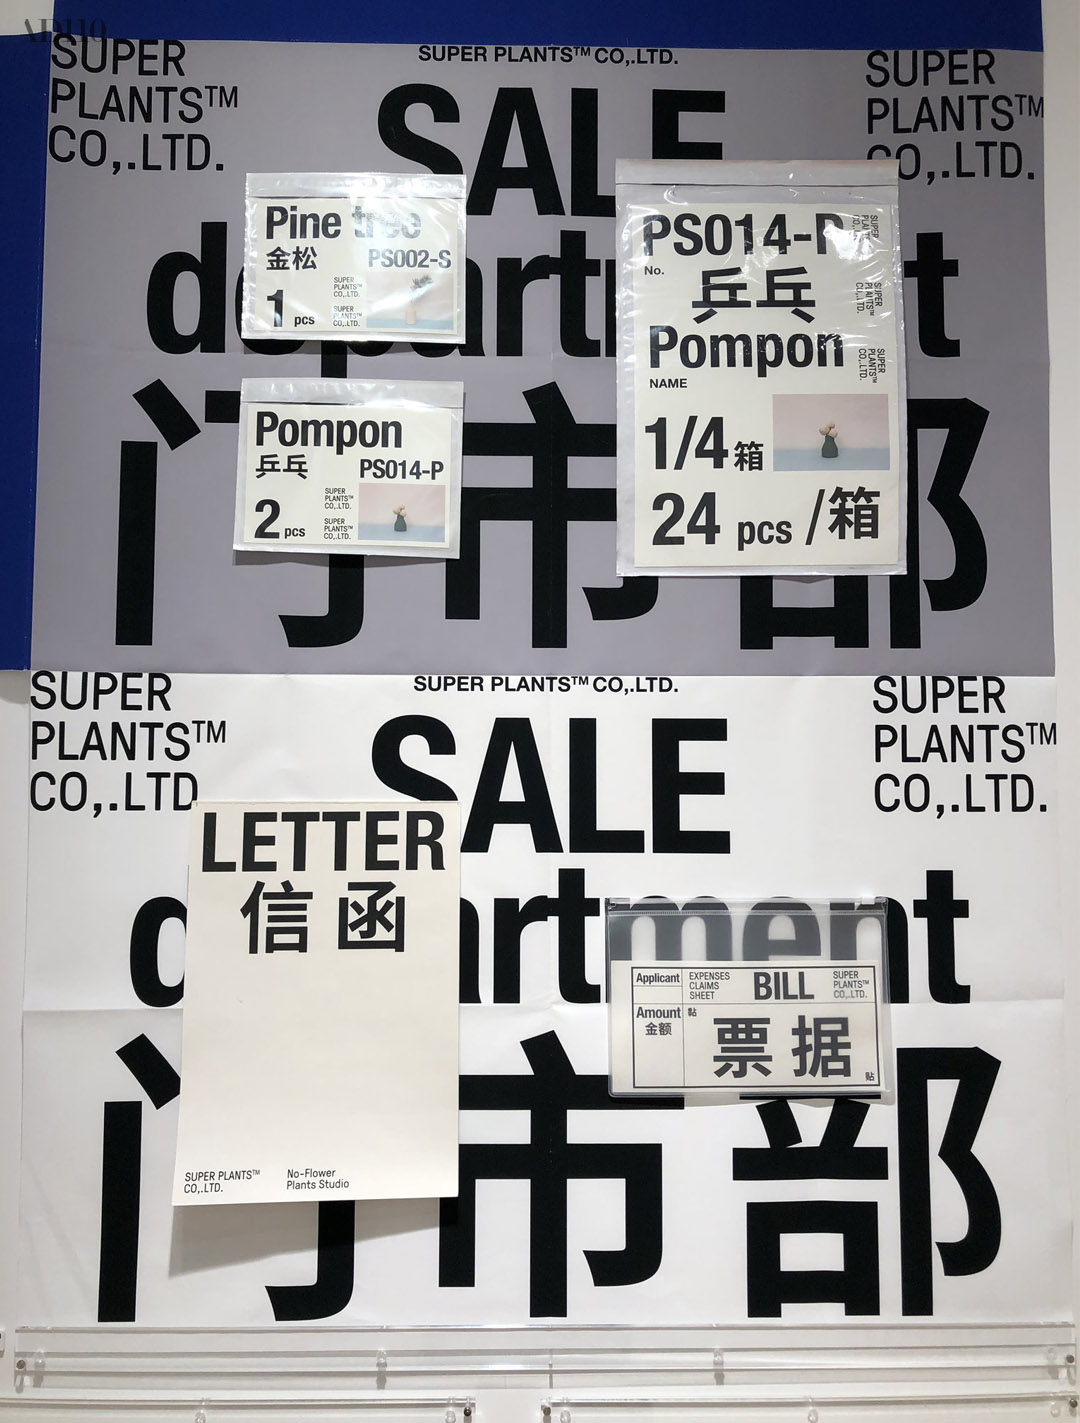 SUPER PLANTS™ CO,.LTD.
SUPER
PLANTS™
CO,.LTD.
SUPER
PLANTS™
CO,.LTD.
SALE
department
门市部
Pine tree
金松
PS002-S
1 pcs
SUPER
PLANTS™
CO,.LTD.
SUPER
PLANTS™
CO,.LTD.
Pompon
乒乓
PS014-P
2 pcs
SUPER
PLANTS™
CO,.LTD.
SUPER
PLANTS™
CO,.LTD.
PS014-P
No.
乒乓
Pompon
NAME
1/4 箱
24 pcs /箱
SUPER
PLANTS™
CO,.LTD.
SUPER
PLANTS™
CO,.LTD.
SUPER
PLANTS™
CO,.LTD.
SUPER PLANTS™ CO,.LTD.
SUPER
PLANTS™
CO,.LTD.
SUPER
PLANTS™
CO,.LTD.
SALE
department
门市部
LETTER
信函
SUPER PLANTS™
CO,.LTD.
No-Flower
Plants Studio
Applicant
EXPENSES
CLAIMS
SHEET
BILL
SUPER
PLANTS™
CO,.LTD.
Amount
金额
票据
贴